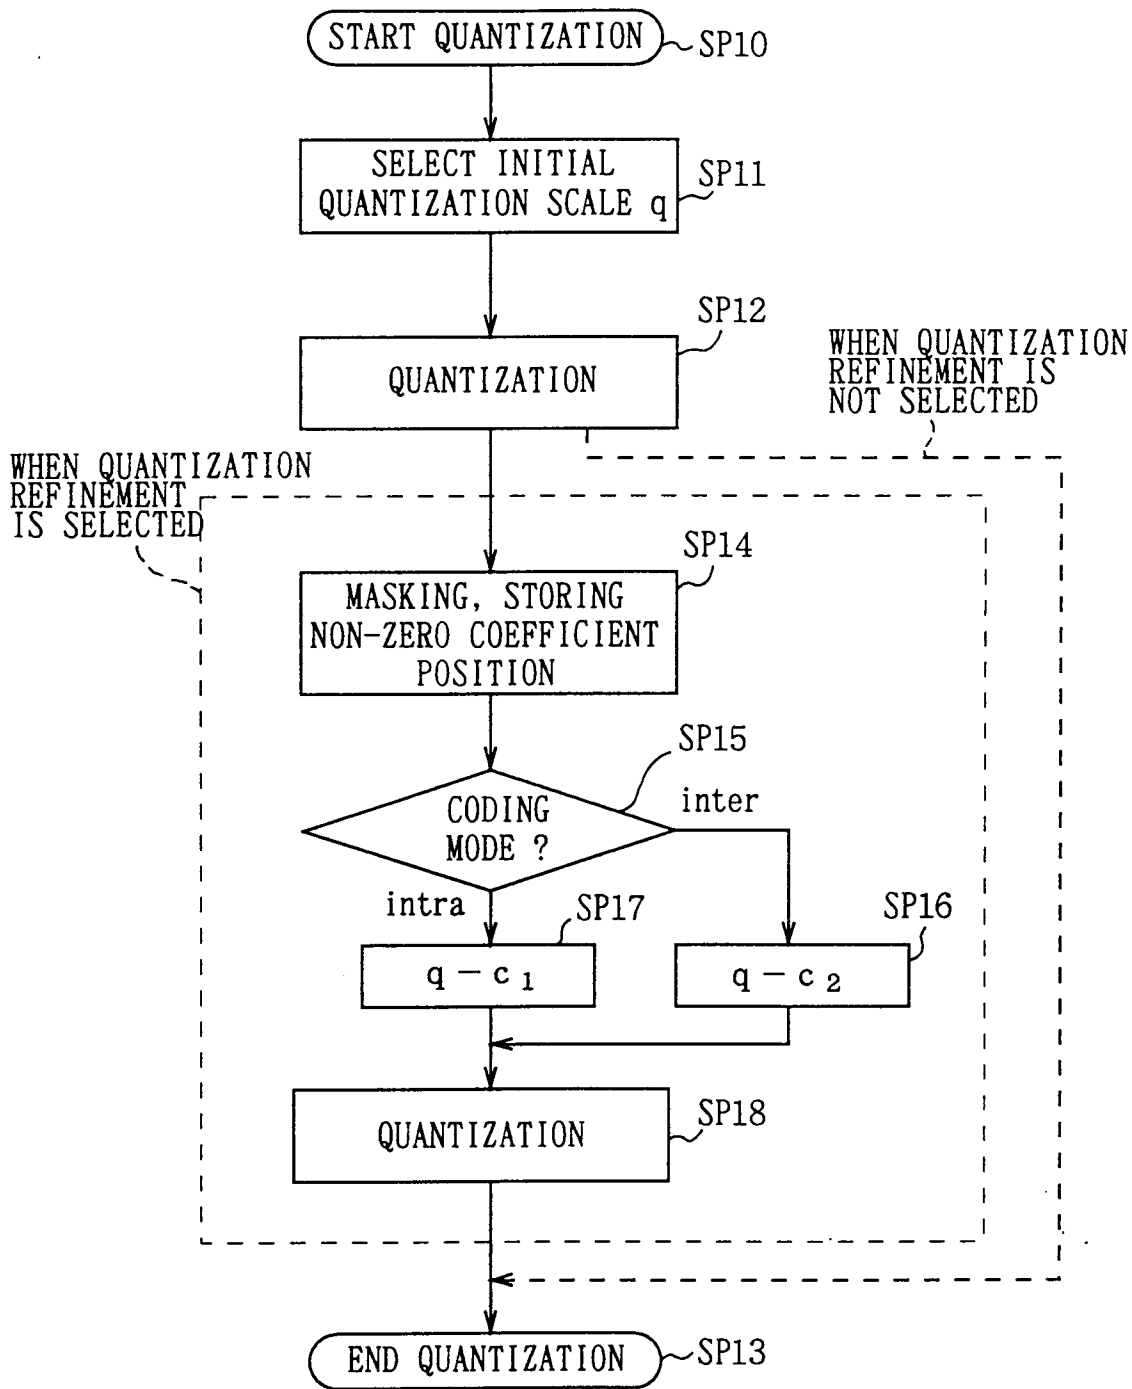 START QUANTIZATION
SP10
SELECT INITIAL
QUANTIZATION SCALE q
SP11
SP12
QUANTIZATION
WHEN QUANTIZATION
REFINEMENT IS
NOT SELECTED
WHEN QUANTIZATION
REFINEMENT
IS SELECTED
SP14
MASKING, STORING
NON-ZERO COEFFICIENT
POSITION
SP15
CODING
MODE ?
inter
intra
SP17
SP16
q - c1
q - c2
QUANTIZATION
SP18
END QUANTIZATION
SP13